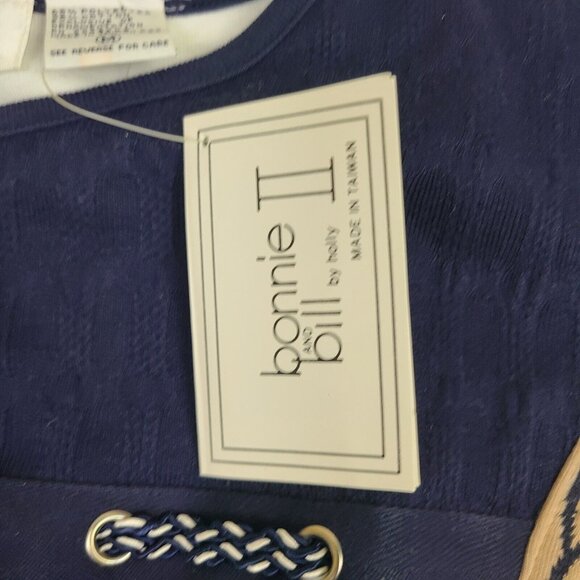 SEE REVERSE FOR CARE
bonnie II
AND
bill by holly
MADE IN TAIWAN